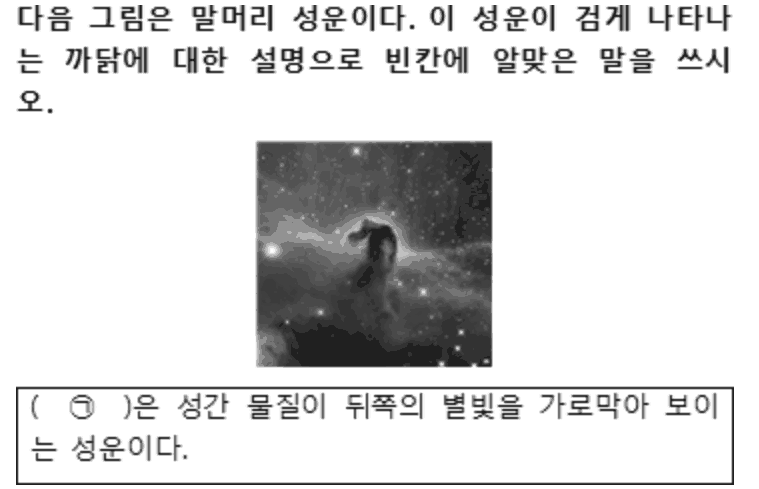 다음 그림은 말머리 성운이다. 이 성운이 검게 나타나
는 까닭에 대한 설명으로 빈칸에 알맞은 말을 쓰시
오.
( ㉠ )은 성간 물질이 뒤쪽의 별빛을 가로막아 보이
는 성운이다.